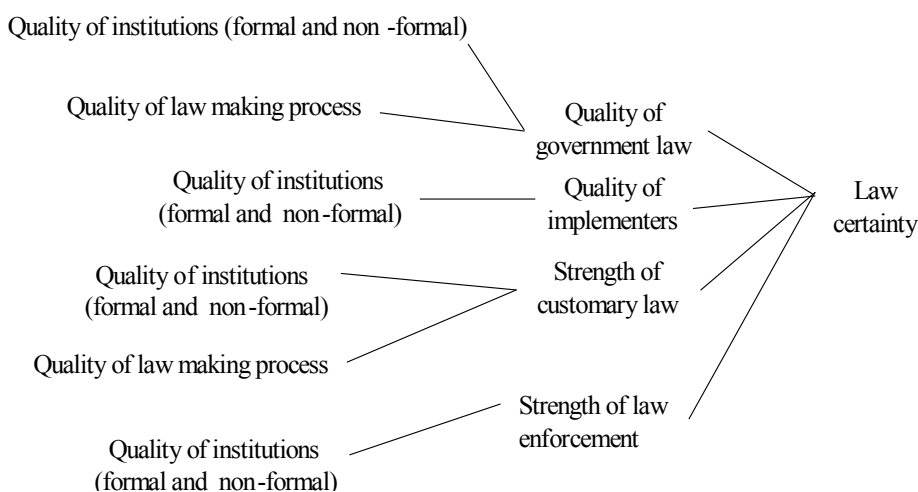 Quality of institutions (formal and non -formal)
Quality of law making process
Quality of
government law
Quality of institutions
(formal and non-formal)
Quality of
implementers
Law
certainty
Quality of institutions
(formal and non-formal)
Strength of
customary law
Quality of law making process
Strength of law
enforcement
Quality of institutions
(formal and non-formal)